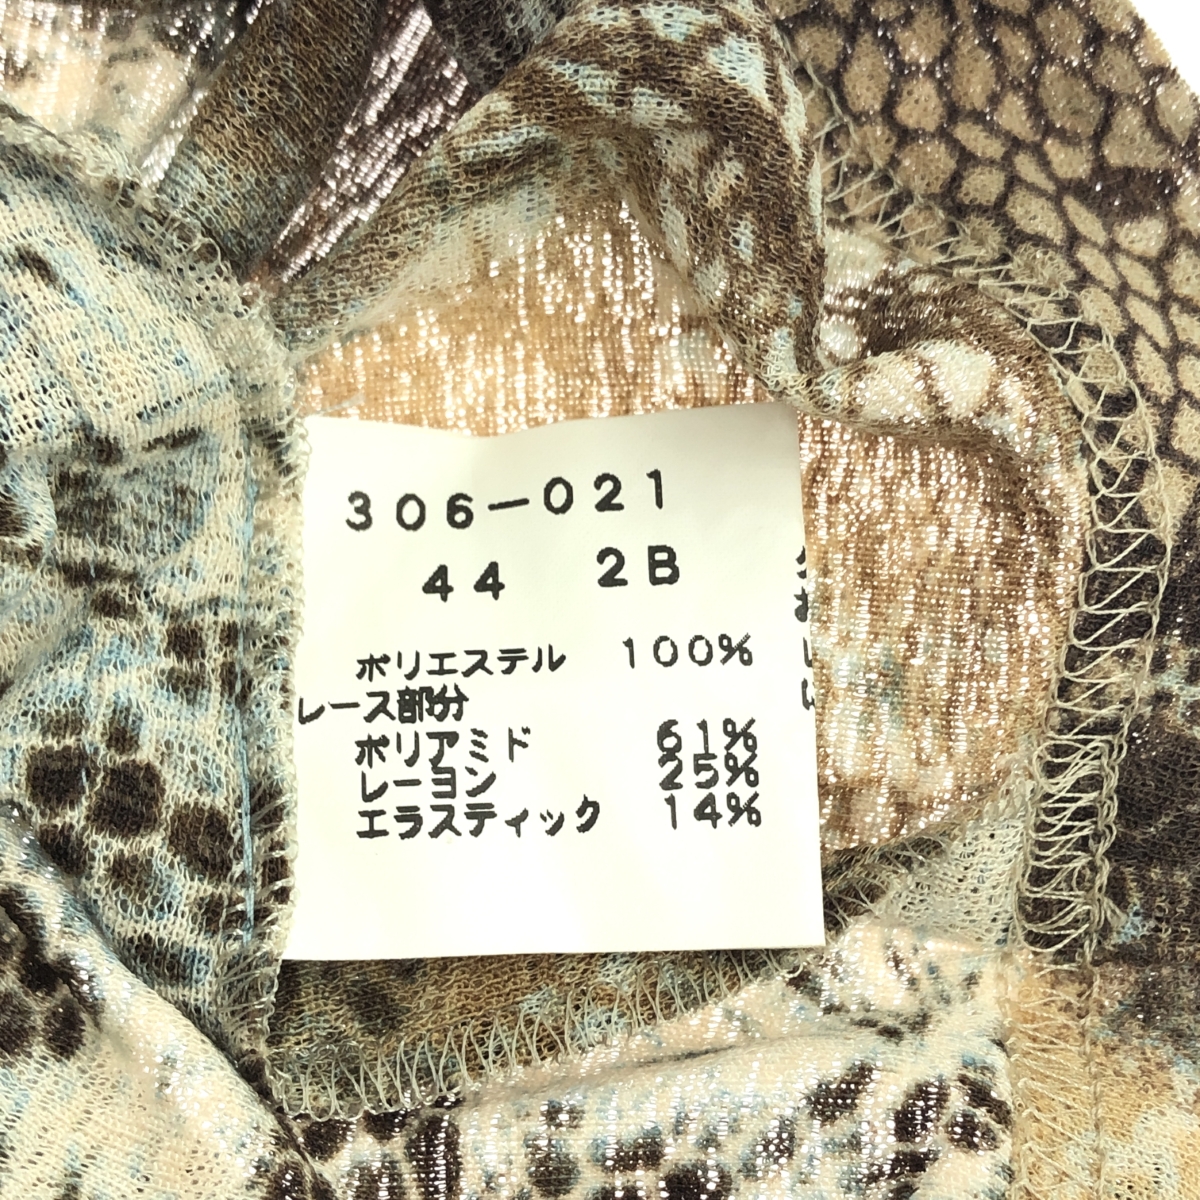 306-021
44 2B
ポリエステル 100%
レース部分
ポリアミド 61%
レーヨン 25%
エラスティック 14%